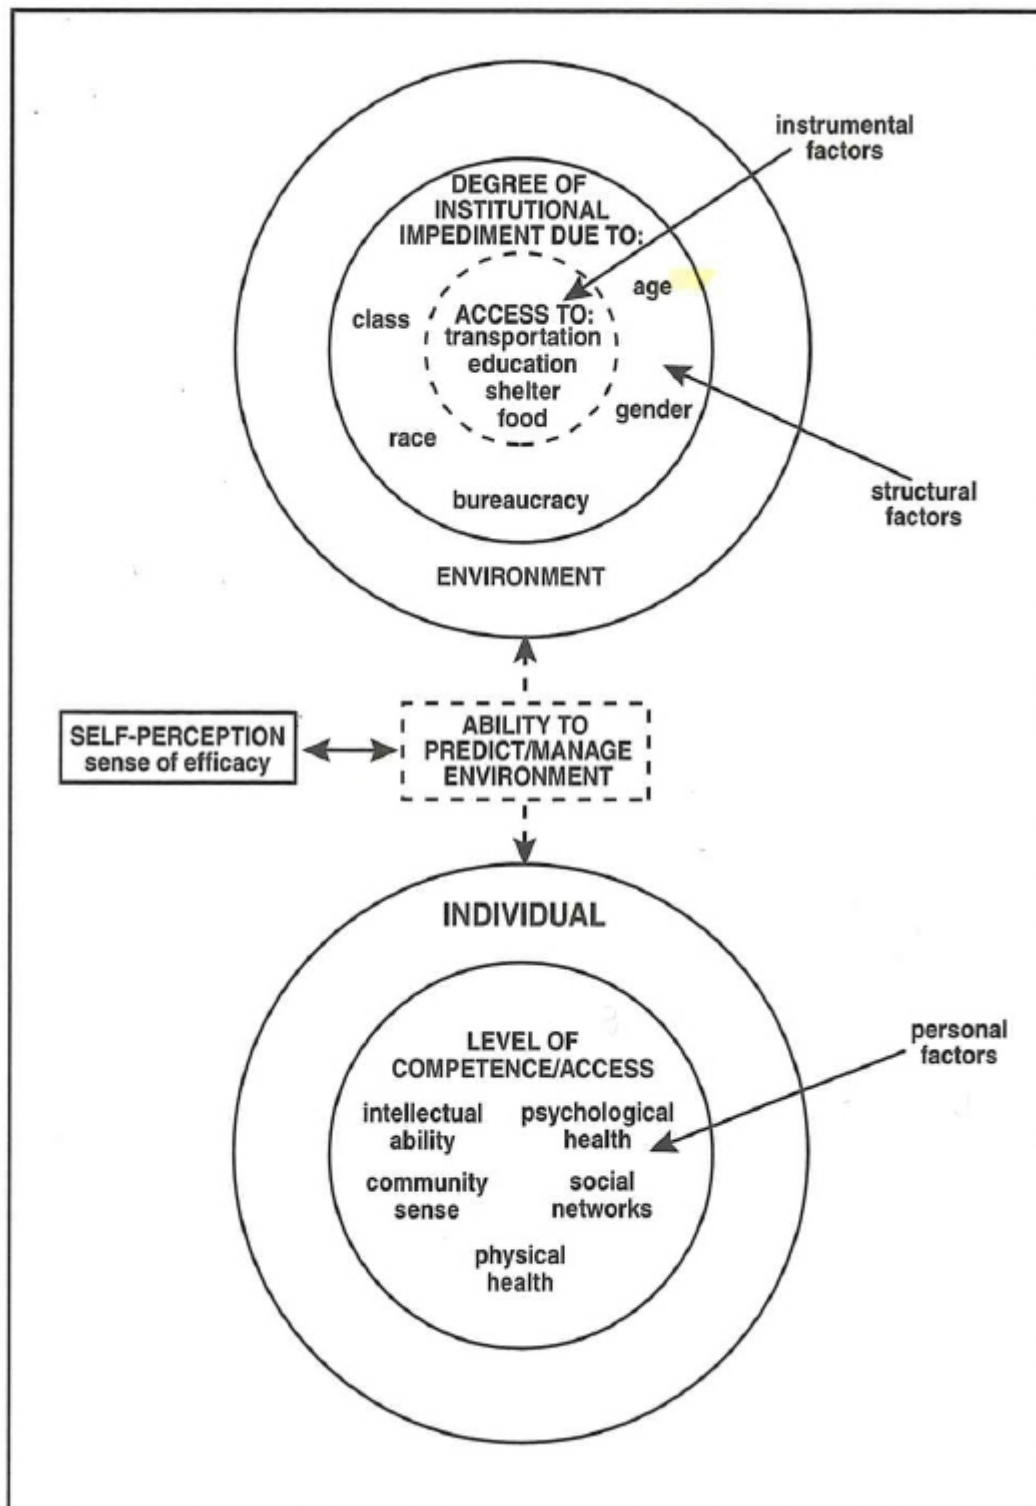 instrumental
factors
DEGREE OF
INSTITUTIONAL
IMPEDIMENT DUE TO:
age
class
ACCESS TO:
transportation
education
shelter
food
gender
race
bureaucracy
structural
factors
ENVIRONMENT
SELF-PERCEPTION
sense of efficacy
ABILITY TO
PREDICT/MANAGE
ENVIRONMENT
INDIVIDUAL
LEVEL OF
COMPETENCE/ACCESS
personal
factors
intellectual
ability
psychological
health
community
sense
social
networks
physical
health